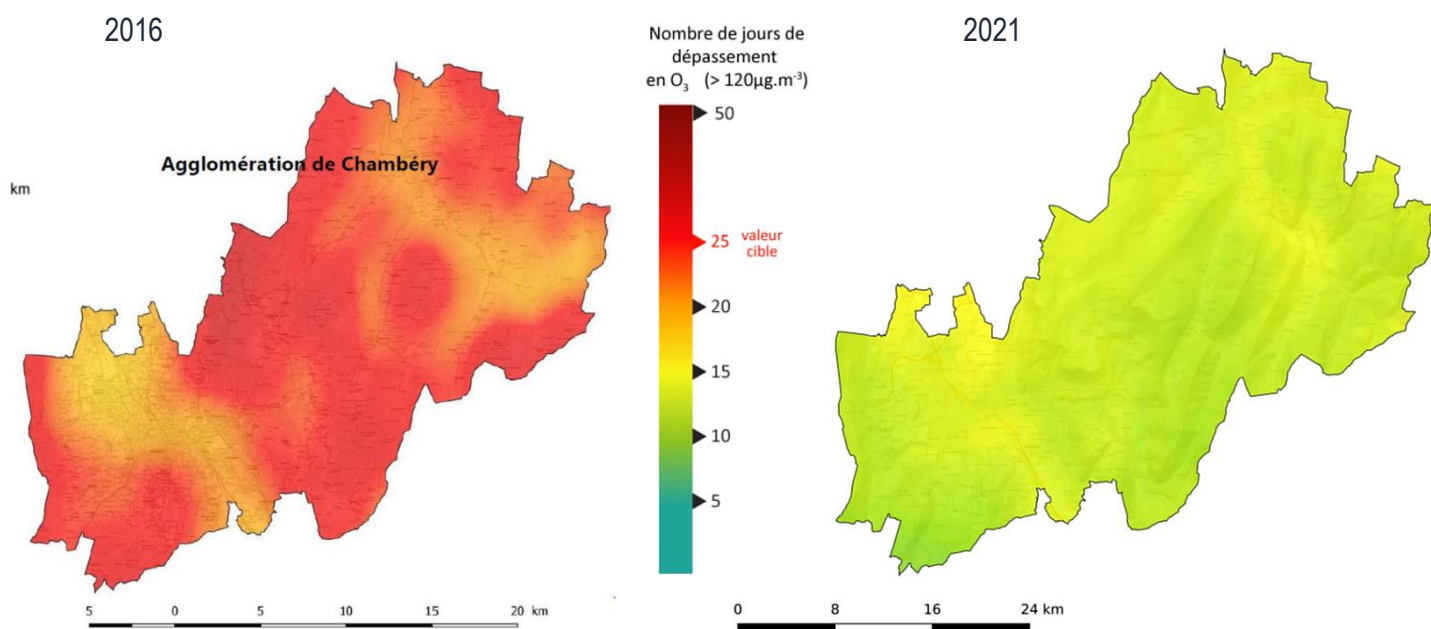 2016
Agglomération de Chambéry
km
5 0 5 10 15 20 km
Nombre de jours de
dépassement
en O₃ (> 120µg.m⁻³)
50
25 valeur
cible
20
15
10
5
2021
0 8 16 24 km